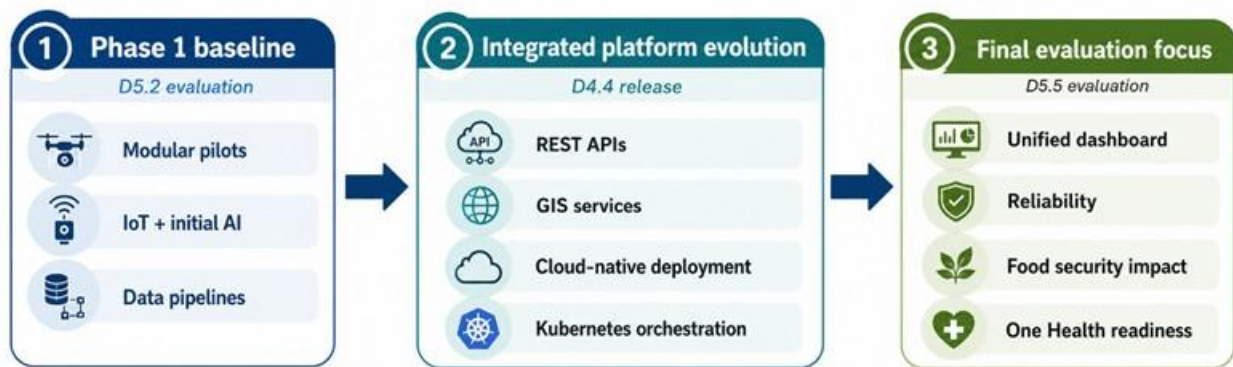 1 Phase 1 baseline
D5.2 evaluation
Modular pilots
IoT + initial AI
Data pipelines
2 Integrated platform evolution
D4.4 release
API
REST APIs
GIS services
Cloud-native deployment
Kubernetes orchestration
3 Final evaluation focus
D5.5 evaluation
Unified dashboard
Reliability
Food security impact
One Health readiness